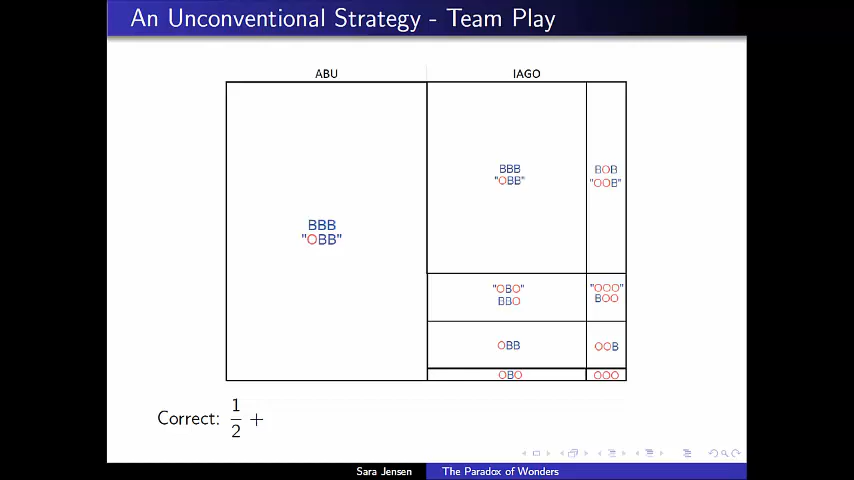 An Unconventional Strategy - Team Play
ABU
IAGO
BBB
"OBB"
BOB
"OOB"
BBB
"OBB"
"OBO"
BBO
"OOO"
BOO
OBB
OOB
OBO
OOO
Correct: 1/2 +
Sara Jensen
The Paradox of Wonders